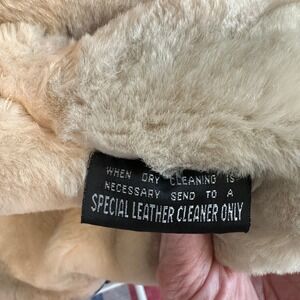 WHEN DRY CLEANING IS
NECESSARY SEND TO A
SPECIAL LEATHER CLEANER ONLY